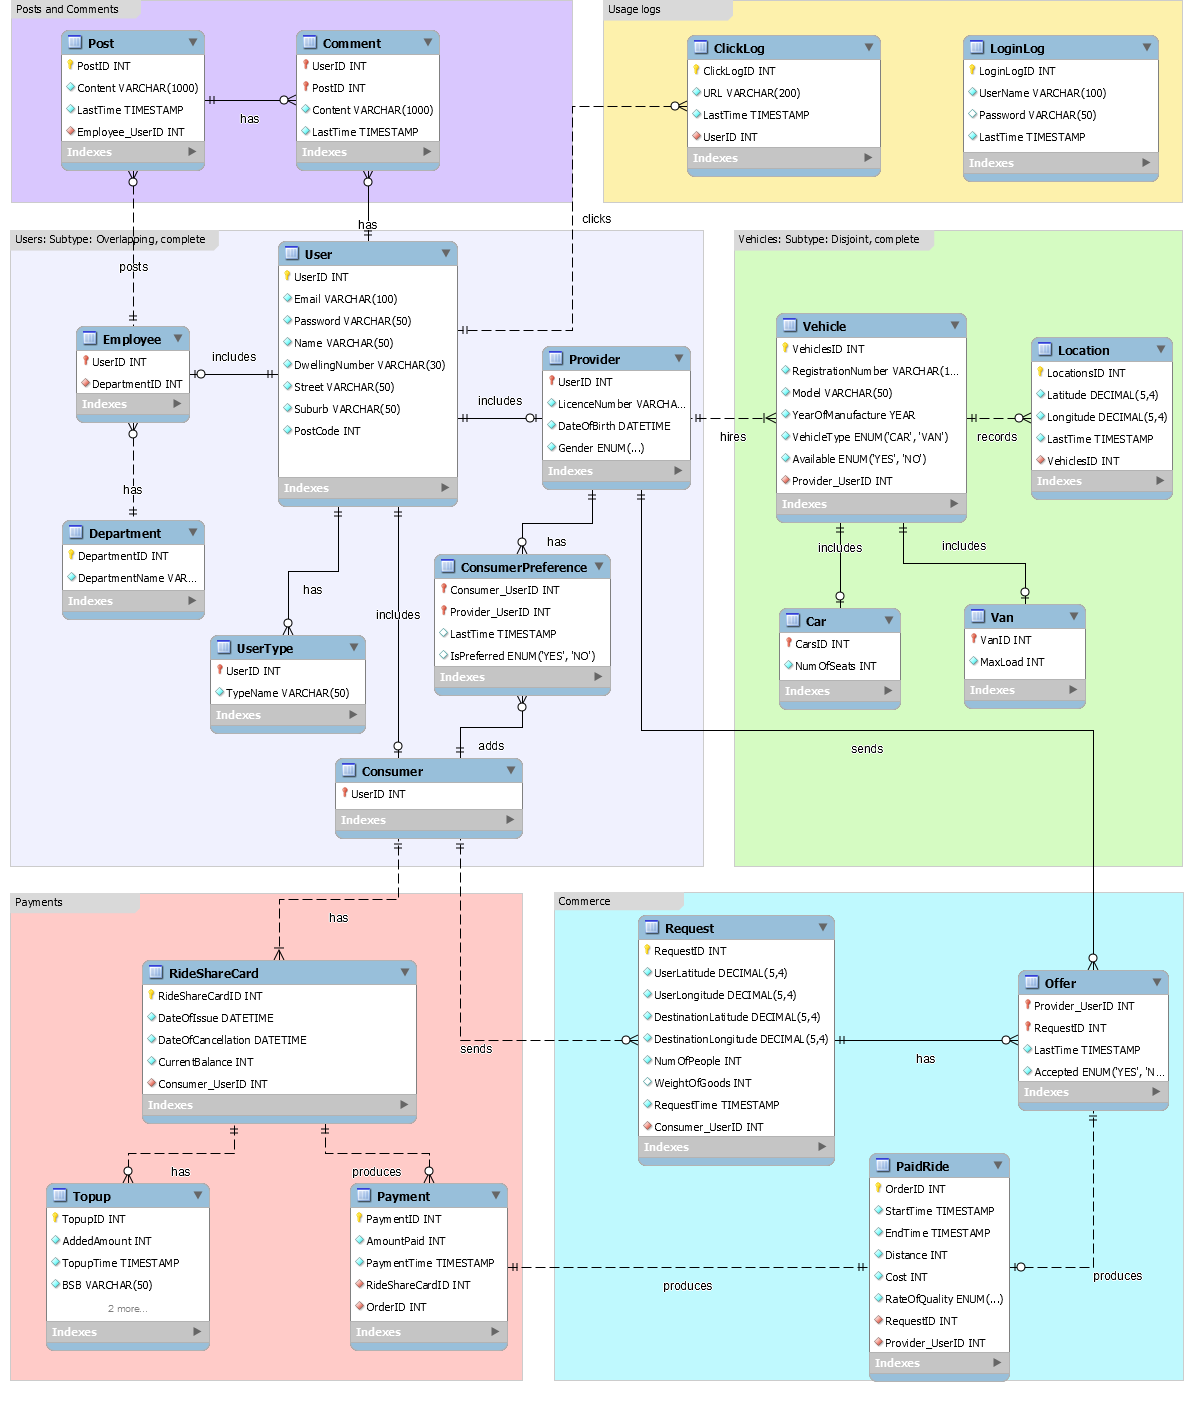 Posts and Comments
Post
PostID INT
Content VARCHAR(1000)
LastTime TIMESTAMP
Employee_UserID INT
Indexes
has
Comment
UserID INT
PostID INT
Content VARCHAR(1000)
LastTime TIMESTAMP
Indexes
Usage logs
ClickLog
ClickLogID INT
URL VARCHAR(200)
LastTime TIMESTAMP
UserID INT
Indexes
LoginLog
LoginLogID INT
UserName VARCHAR(100)
Password VARCHAR(50)
LastTime TIMESTAMP
Indexes
has
clicks
posts
Users: Subtype: Overlapping, complete
User
UserID INT
Email VARCHAR(100)
Password VARCHAR(50)
Name VARCHAR(50)
DwellingNumber VARCHAR(30)
Street VARCHAR(50)
Suburb VARCHAR(50)
PostCode INT
Indexes
Employee
UserID INT
DepartmentID INT
Indexes
includes
has
Department
DepartmentID INT
DepartmentName VAR...
Indexes
includes
Provider
UserID INT
LicenceNumber VARCHA...
DateOfBirth DATETIME
Gender ENUM(...)
Indexes
hires
has
ConsumerPreference
Consumer_UserID INT
Provider_UserID INT
LastTime TIMESTAMP
IsPreferred ENUM('YES', 'NO')
Indexes
has
UserType
UserID INT
TypeName VARCHAR(50)
Indexes
includes
adds
Consumer
UserID INT
Indexes
Vehicles: Subtype: Disjoint, complete
Vehicle
VehiclesID INT
RegistrationNumber VARCHAR(1...
Model VARCHAR(50)
YearOfManufacture YEAR
VehicleType ENUM('CAR', 'VAN')
Available ENUM('YES', 'NO')
Provider_UserID INT
Indexes
records
Location
LocationsID INT
Latitude DECIMAL(5,4)
Longitude DECIMAL(5,4)
LastTime TIMESTAMP
VehiclesID INT
Indexes
includes
includes
Car
CarsID INT
NumOfSeats INT
Indexes
Van
VanID INT
MaxLoad INT
Indexes
sends
Payments
has
RideShareCard
RideShareCardID INT
DateOfIssue DATETIME
DateOfCancellation DATETIME
CurrentBalance INT
Consumer_UserID INT
Indexes
has
produces
Topup
TopupID INT
AddedAmount INT
TopupTime TIMESTAMP
BSB VARCHAR(50)
2 more...
Indexes
Payment
PaymentID INT
AmountPaid INT
PaymentTime TIMESTAMP
RideShareCardID INT
OrderID INT
Indexes
sends
Commerce
Request
RequestID INT
UserLatitude DECIMAL(5,4)
UserLongitude DECIMAL(5,4)
DestinationLatitude DECIMAL(5,4)
DestinationLongitude DECIMAL(5,4)
NumOfPeople INT
WeightOfGoods INT
RequestTime TIMESTAMP
Consumer_UserID INT
Indexes
has
Offer
Provider_UserID INT
RequestID INT
LastTime TIMESTAMP
Accepted ENUM('YES', 'N...
Indexes
PaidRide
OrderID INT
StartTime TIMESTAMP
EndTime TIMESTAMP
Distance INT
Cost INT
RateOfQuality ENUM(...)
RequestID INT
Provider_UserID INT
Indexes
produces
produces